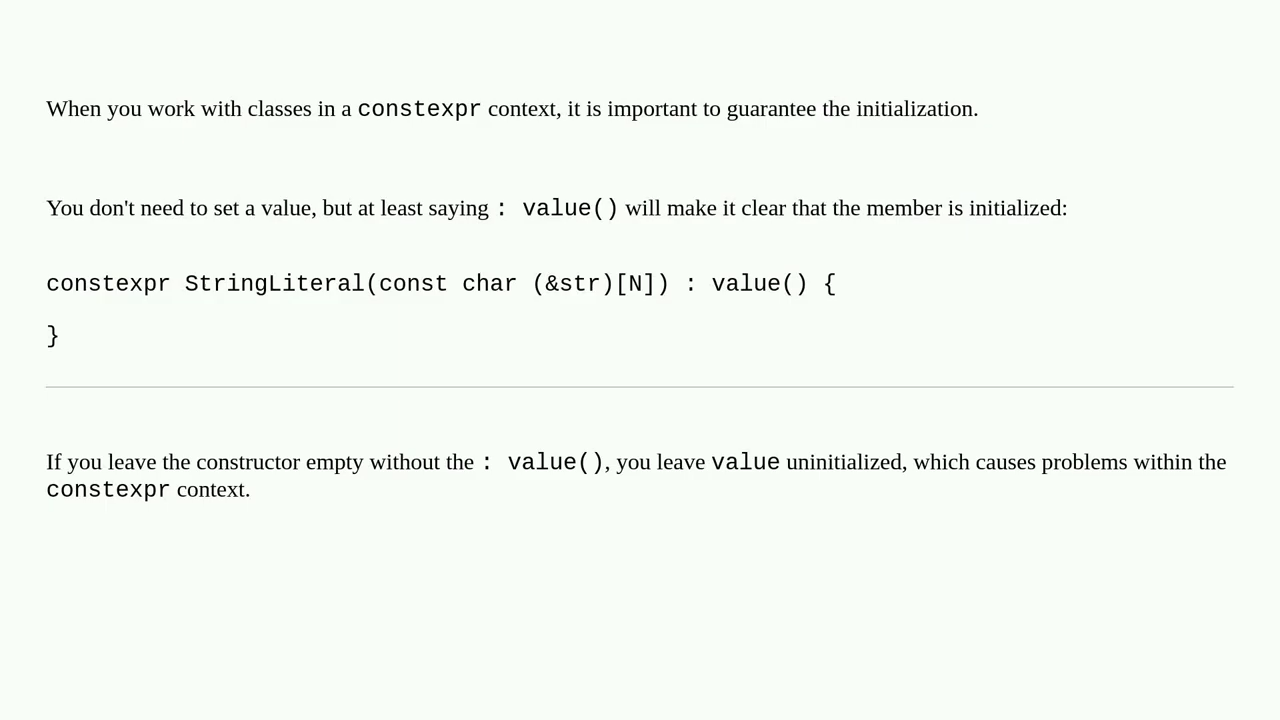 When you work with classes in a constexpr context, it is important to guarantee the initialization.
You don't need to set a value, but at least saying : value() will make it clear that the member is initialized:
constexpr StringLiteral(const char (&str)[N]) : value() {
}
If you leave the constructor empty without the : value(), you leave value uninitialized, which causes problems within the
constexpr context.